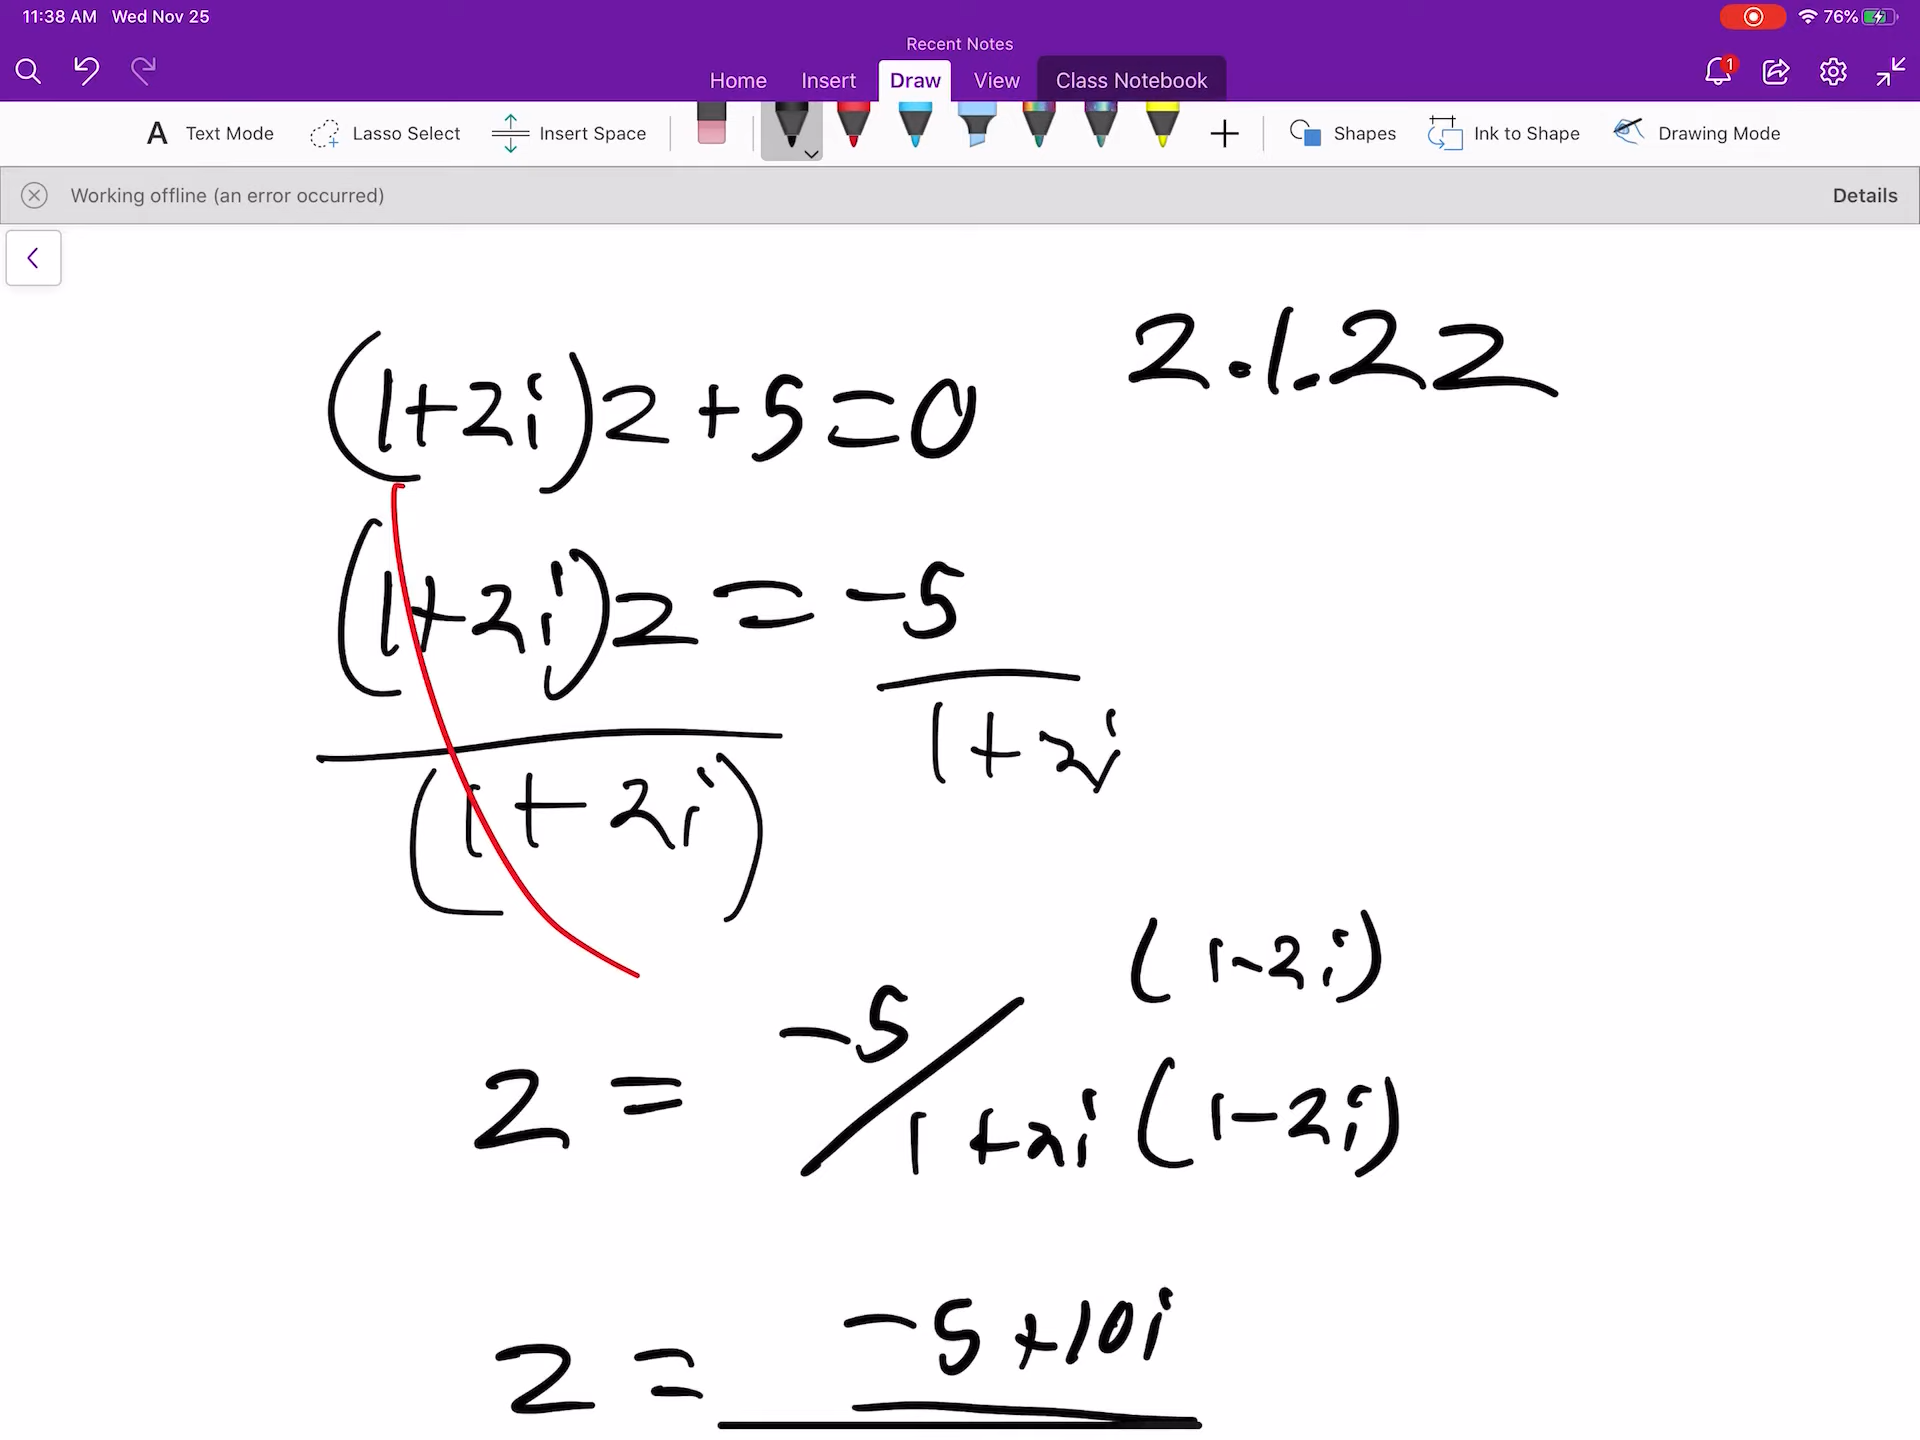 11:38 AM Wed Nov 25
76%
Recent Notes
Home Insert Draw View Class Notebook
1
A Text Mode Lasso Select Insert Space Shapes Ink to Shape Drawing Mode
Working offline (an error occurred) Details
2.1.22
(1+2i)z+5=0
(1+2i)z = -5
(1+2i) 1+2i
(1-2i)
z = -5/1+2i (1-2i)
z = -5+10i